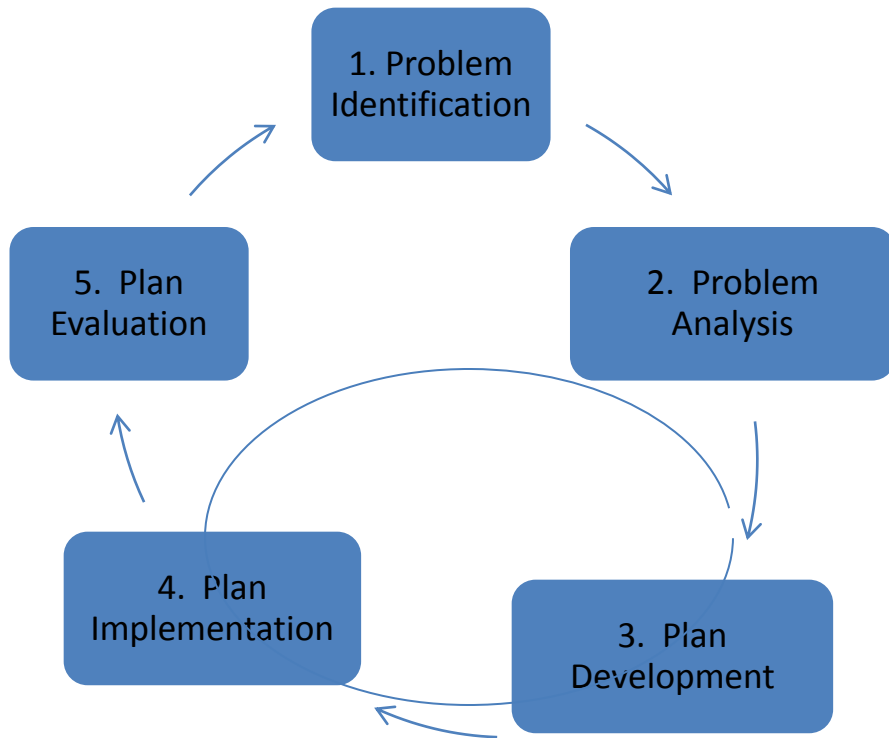 1. Problem
Identification
2.  Problem
Analysis
3.  Plan
Development
4.  Plan
Implementation
5.  Plan
Evaluation